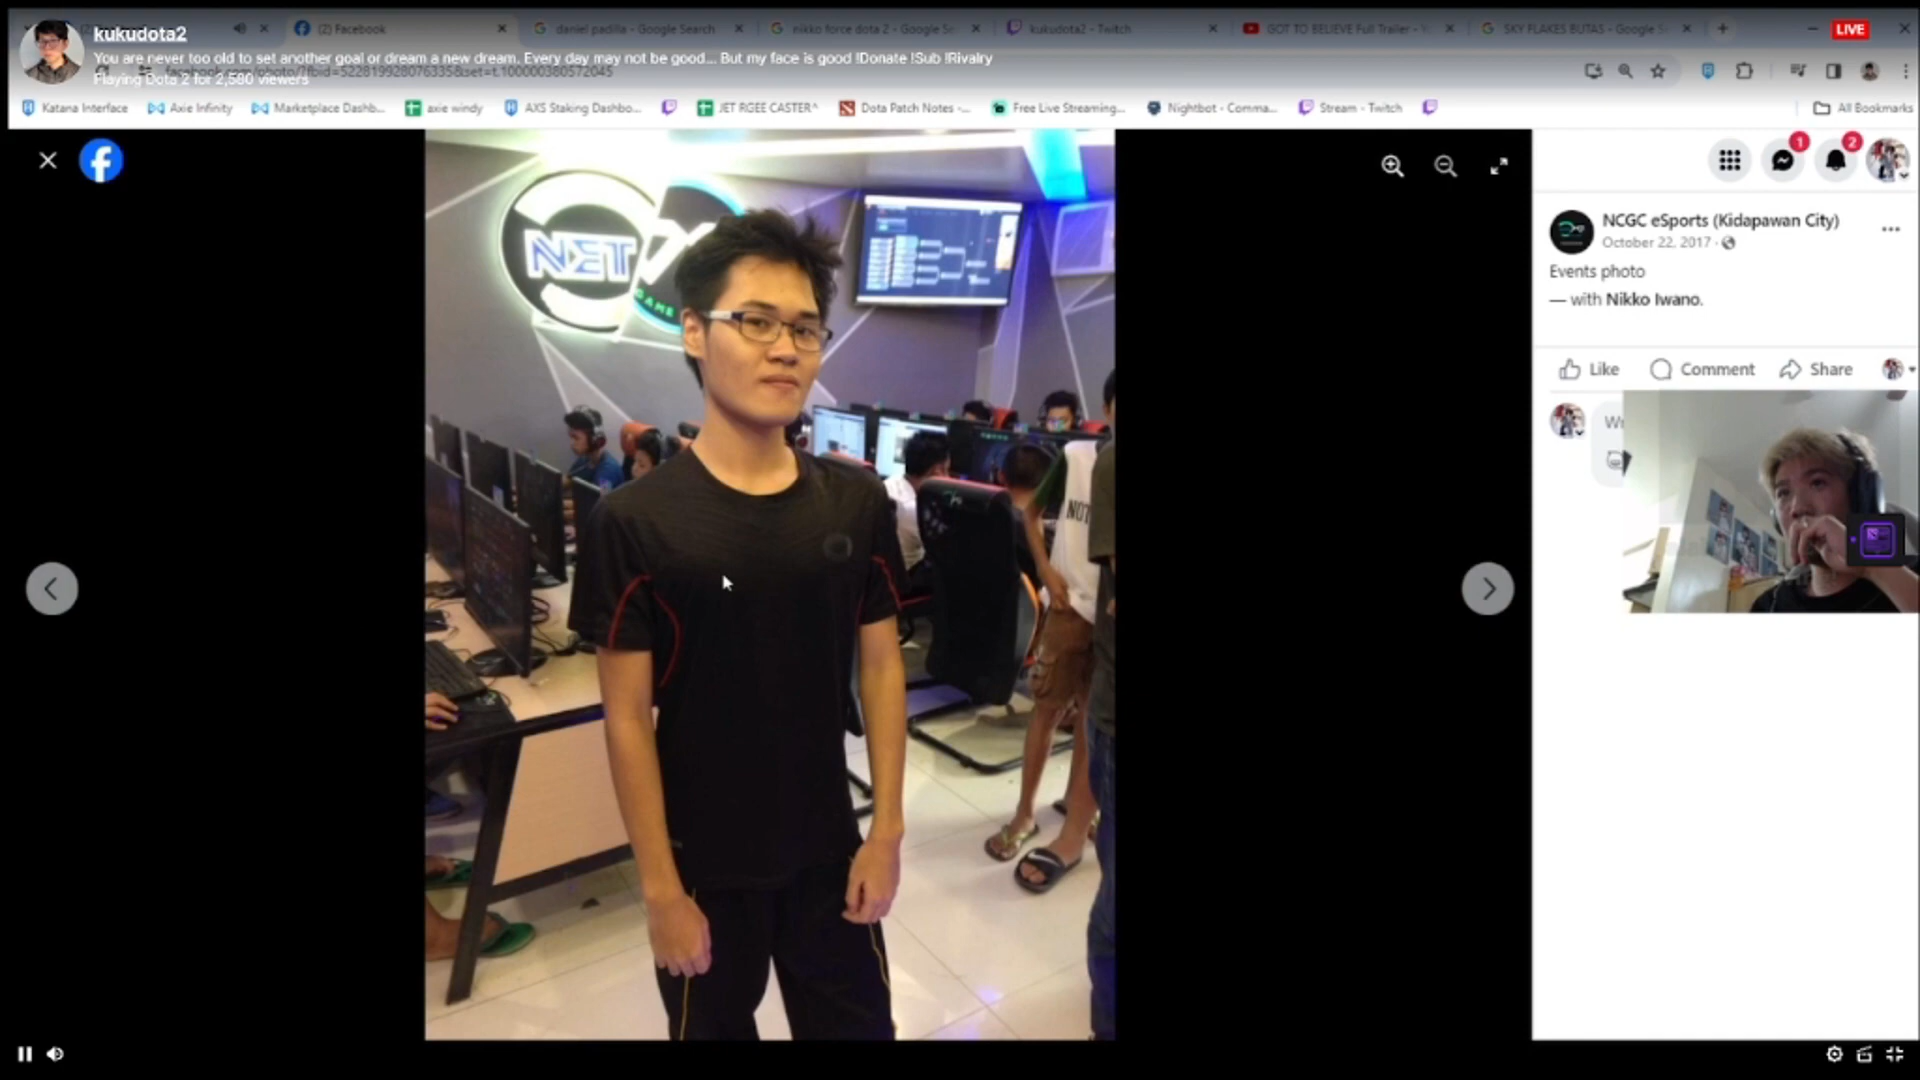 kukudota2
You are never too old to set another goal or dream a new dream. Every day may not be good... But my face is good !Donate !Sub !Rivalry
Playing Dota 2 for 2,580 viewers
(2) Facebook
daniel padilla - Google Search
nikko force dota 2 - Google Se
kukudota2 - Twitch
GOT TO BELIEVE Full Trailer -
SKY FLAKES BUTAS - Google S
LIVE
Katana Interface
Axie Infinity
Marketplace Dashb...
axie windy
AXS Staking Dashbo...
JET RGEE CASTER^
Dota Patch Notes -...
Free Live Streaming...
Nightbot - Comma...
Stream - Twitch
All Bookmarks
1
2
NCGC eSports (Kidapawan City)
October 22, 2017
Events photo
— with Nikko Iwano.
Like
Comment
Share
NET
GAME
NOT